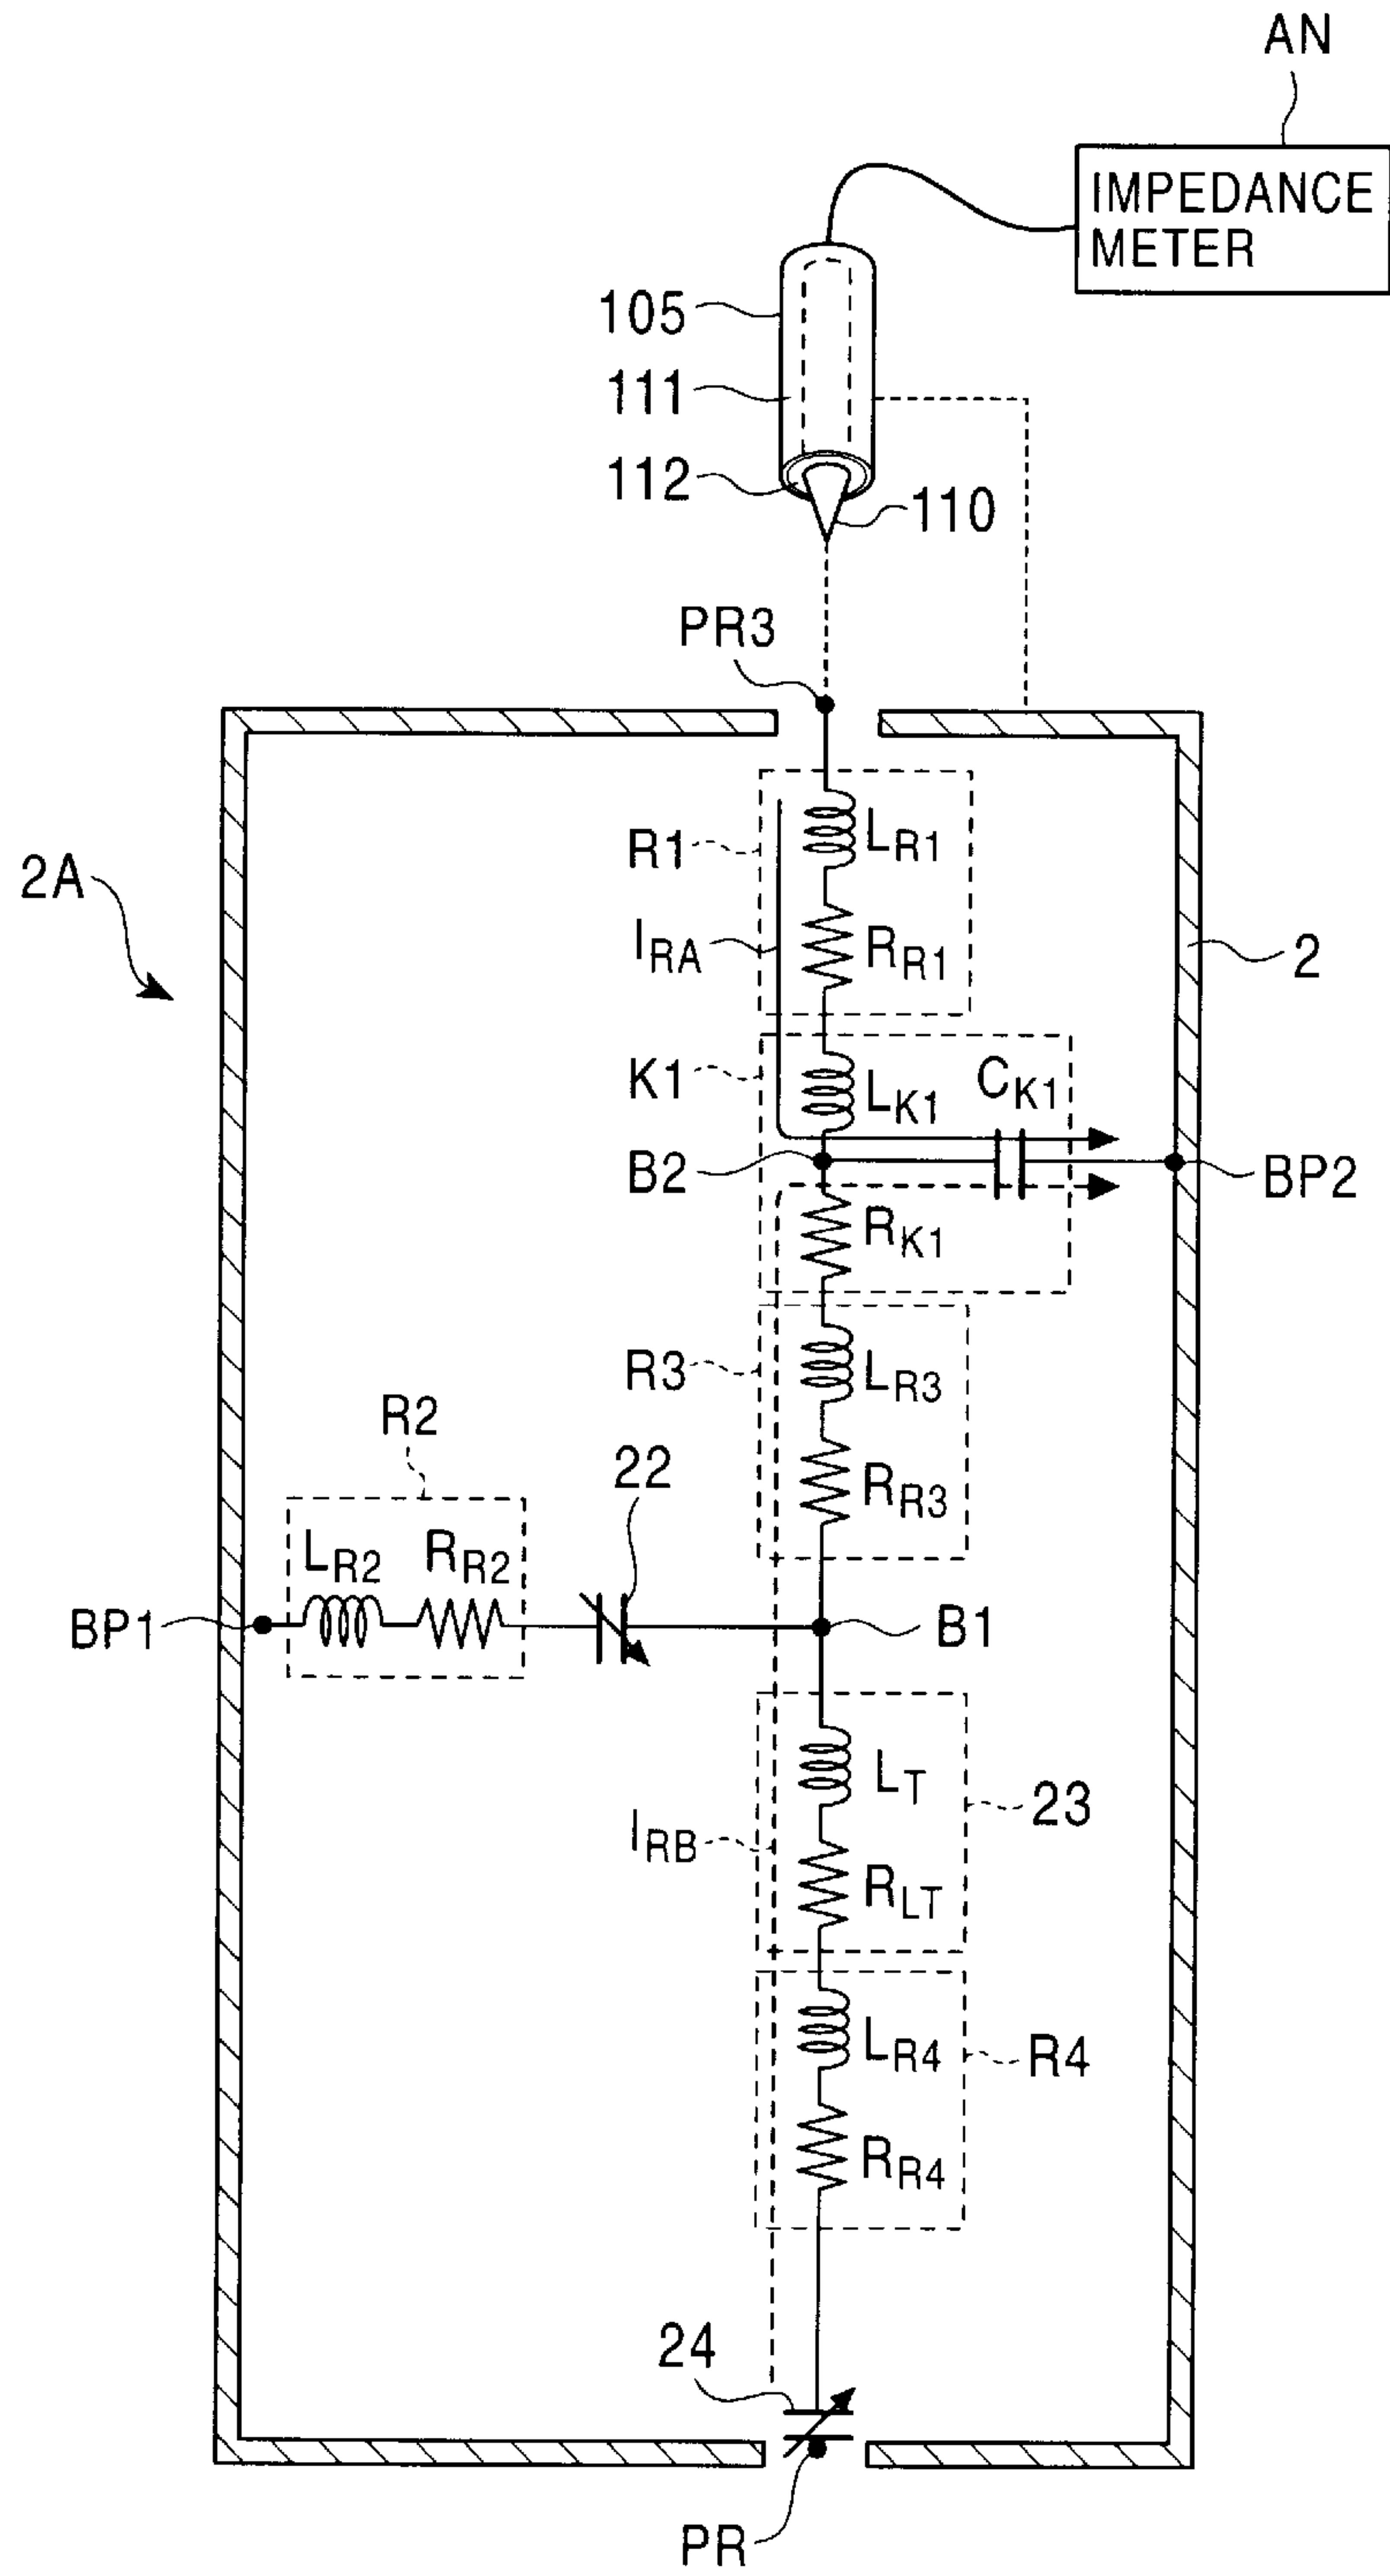 AN
IMPEDANCE
METER
105
111
112
110
PR3
R1
L_R1
2A
I_RA
R_R1
2
K1
L_K1
C_K1
B2
BP2
R_K1
R3
L_R3
R2
22
R_R3
L_R2
R_R2
BP1
B1
L_T
23
I_RB
R_LT
L_R4
R4
R_R4
24
PR